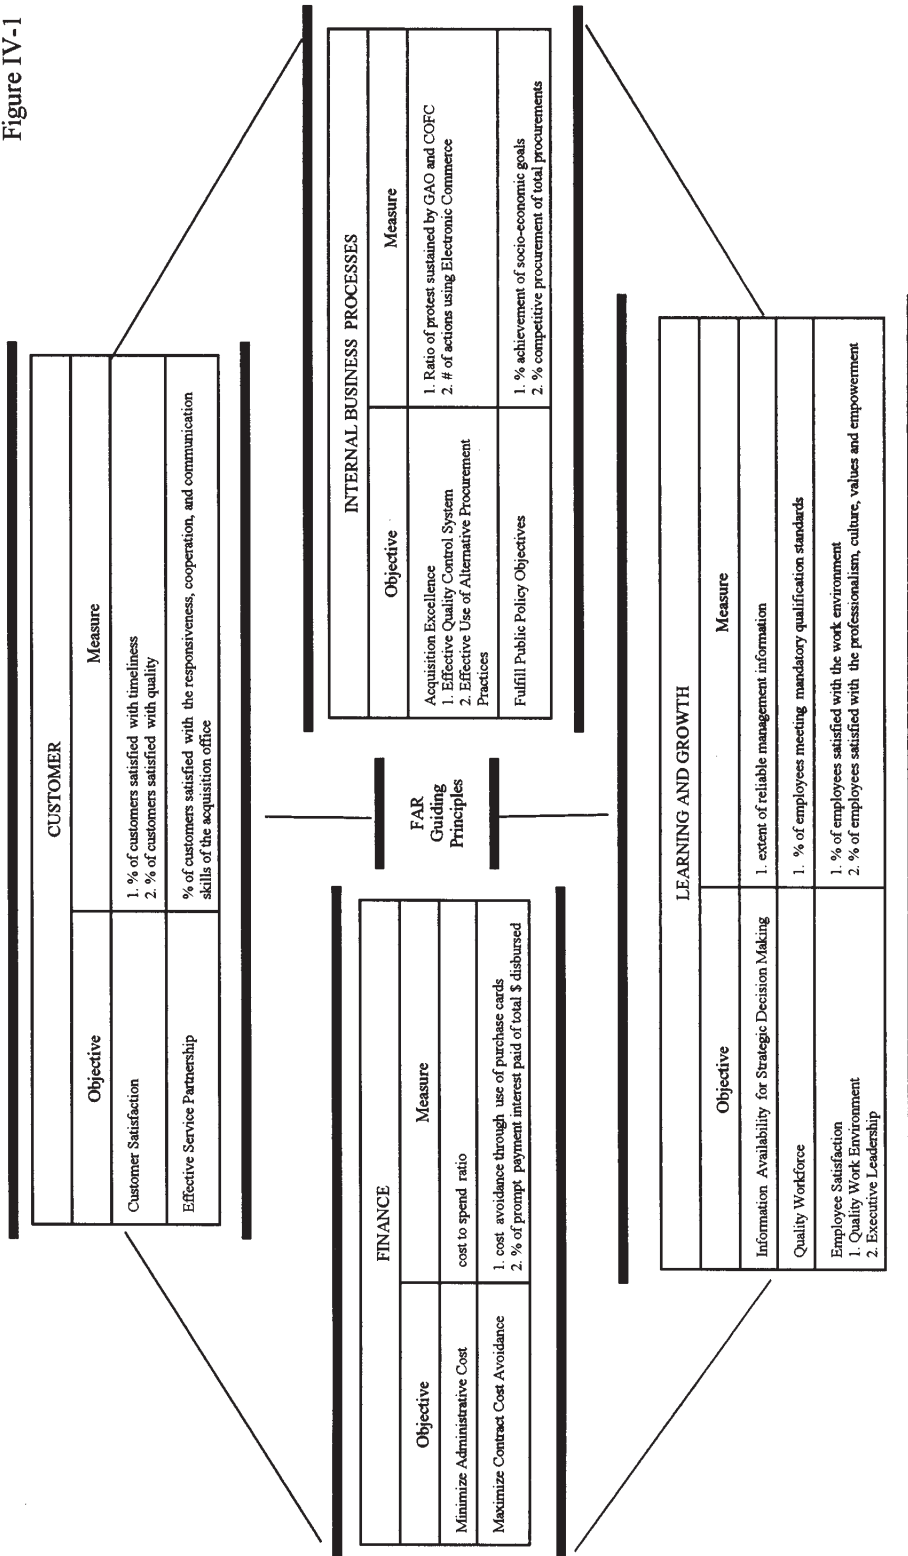 Figure IV-1
CUSTOMER
Objective Measure
Customer Satisfaction
1. % of customers satisfied with timeliness
2. % of customers satisfied with quality
Effective Service Partnership
% of customers satisfied with the responsiveness, cooperation, and communication
skills of the acquisition office
FINANCE
Objective Measure
Minimize Administrative Cost
cost to spend ratio
Maximize Contract Cost Avoidance
1. cost avoidance through use of purchase cards
2. % of prompt payment interest paid of total $ disbursed
FAR
Guiding
Principles
INTERNAL BUSINESS PROCESSES
Objective Measure
Acquisition Excellence
1. Effective Quality Control System
2. Effective Use of Alternative Procurement
Practices
1. Ratio of protest sustained by GAO and COFC
2. # of actions using Electronic Commerce
Fulfill Public Policy Objectives
1. % achievement of socio-economic goals
2. % competitive procurement of total procurements
LEARNING AND GROWTH
Objective Measure
Information Availability for Strategic Decision Making
1. extent of reliable management information
Quality Workforce
1. % of employees meeting mandatory qualification standards
Employee Satisfaction
1. Quality Work Environment
2. Executive Leadership
1. % of employees satisfied with the work environment
2. % of employees satisfied with the professionalism, culture, values and empowerment